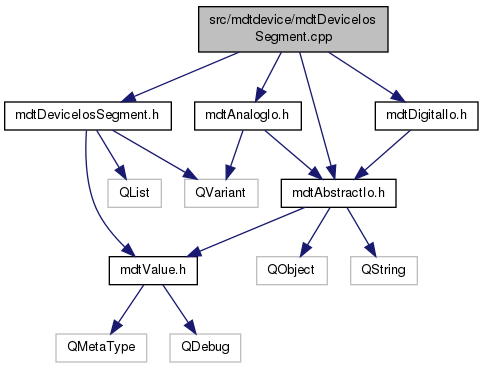 src/mdtdevice/mdtDeviceIos
Segment.cpp
mdtDeviceIosSegment.h
mdtAnalogIo.h
mdtDigitalIo.h
QList
QVariant
mdtAbstractIo.h
mdtValue.h
QObject
QString
QMetaType
QDebug